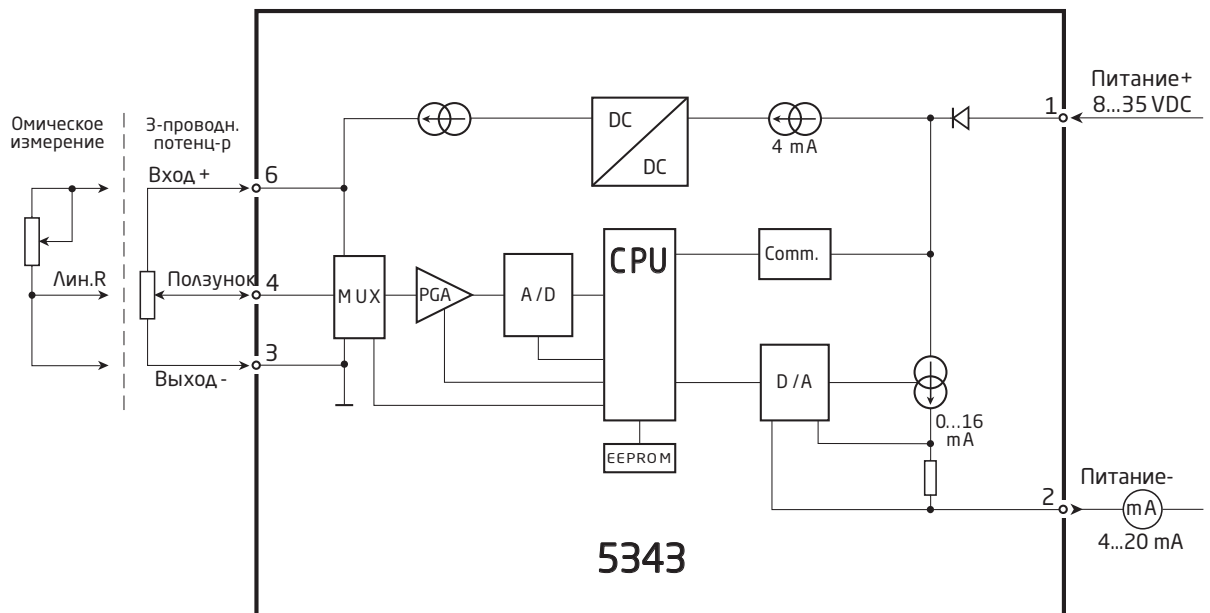 Питание+
8...35 VDC
1
DC
DC
4 mA
Омическое
измерение
3-проводн.
потенц-р
Вход +
6
CPU
Comm.
Лин.R
Ползунок
4
MUX
PGA
A/D
3
Выход -
D/A
0...16
mA
EEPROM
Питание-
2
mA
4...20 mA
5343